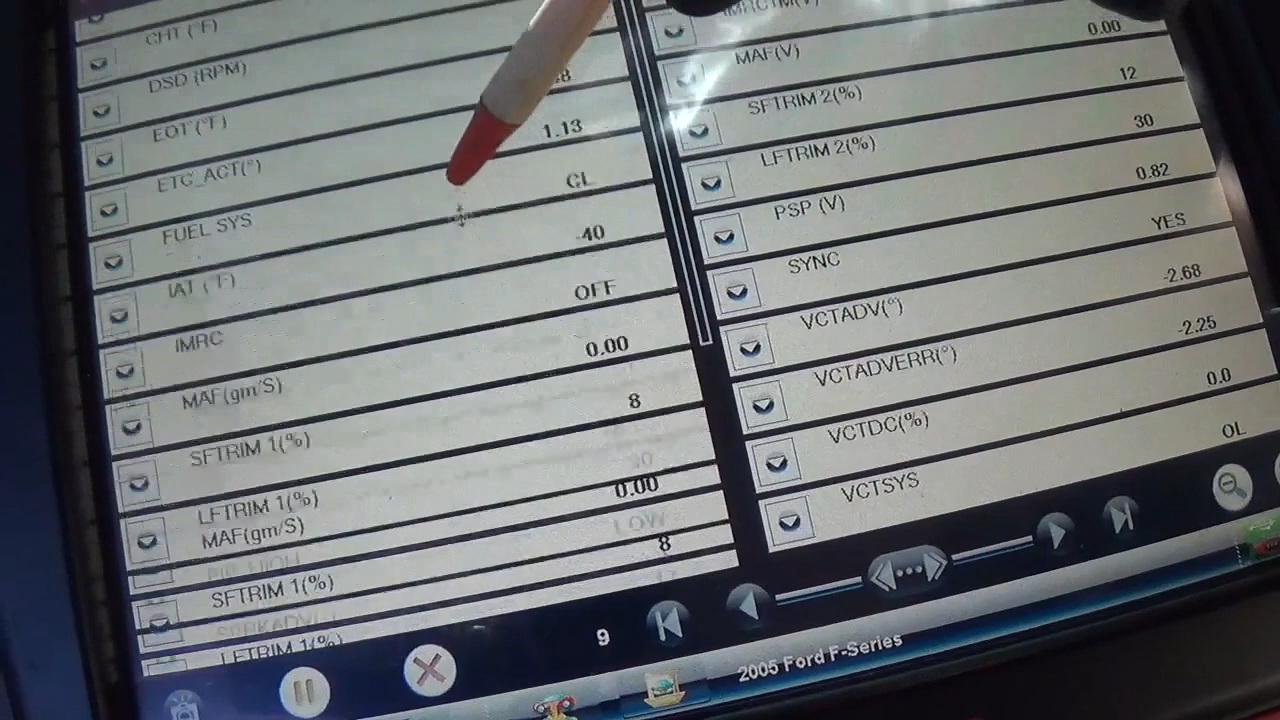 CHT (°F)
DSD {RPM)
EOT (°F)
ETC_ACT(°) 1.13
FUEL SYS CL
IAT (°F) -40
IMRC OFF
MAF(gm/S) 0.00
SFTRIM 1(%) 8
LFTRIM 1(%)
MAF(gm/S) 0.00
LOW
SFTRIM 1(%) 8
LFTRIM 1(%)
IMRC1M(V)
MAF(V) 0.00
SFTRIM 2(%) 12
LFTRIM 2(%) 30
PSP (V) 0.82
SYNC YES
VCTADV(°) -2.68
VCTADVERR(°) -2.25
VCTDC(%) 0.0
VCTSYS OL
9
2005 Ford F-Series